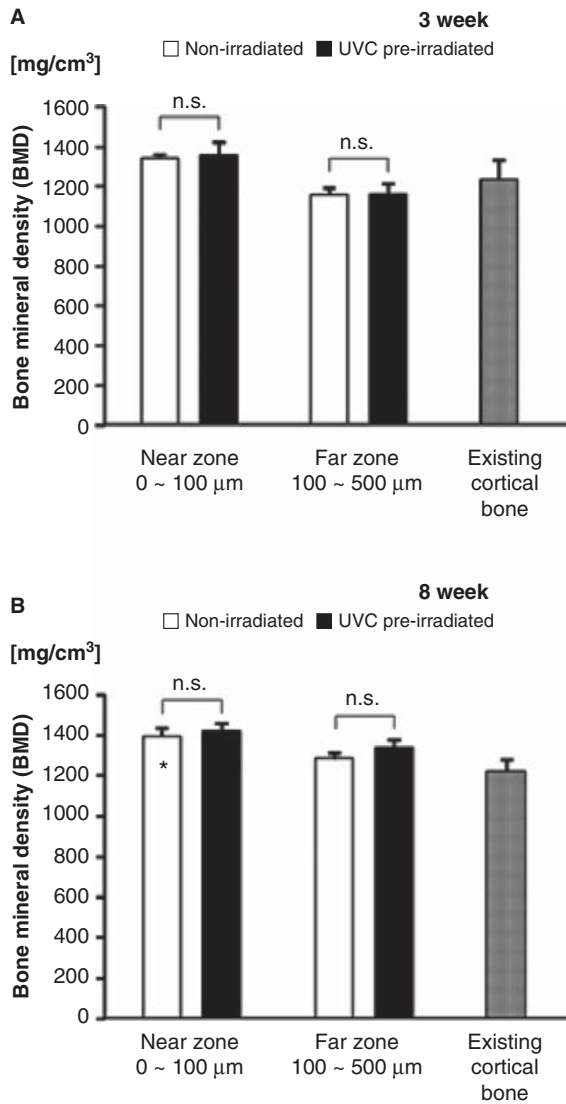 A
3 week
□ Non-irradiated ■ UVC pre-irradiated
[mg/cm³]
Bone mineral density (BMD)
1600
1400
1200
1000
800
600
400
200
0
n.s.
n.s.
Near zone
0 ~ 100 μm
Far zone
100 ~ 500 μm
Existing
cortical
bone
8 week
B
□ Non-irradiated ■ UVC pre-irradiated
[mg/cm³]
Bone mineral density (BMD)
1600
1400
1200
1000
800
600
400
200
0
n.s.
n.s.
*
Near zone
0 ~ 100 μm
Far zone
100 ~ 500 μm
Existing
cortical
bone